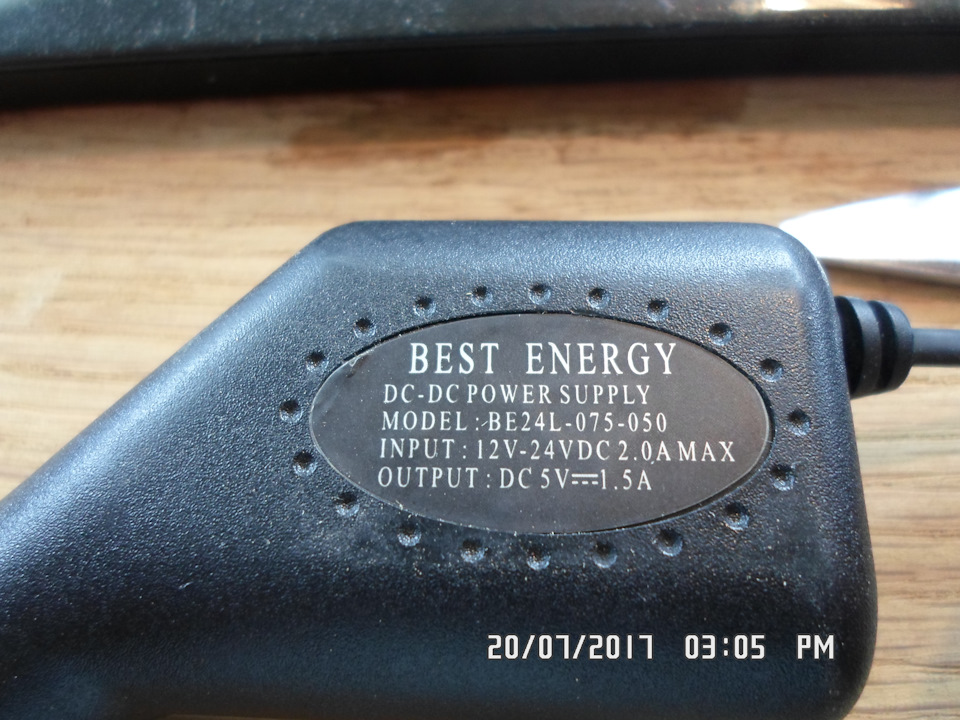 BEST ENERGY
DC-DC POWER SUPPLY
MODEL : BE24L-075-050
INPUT : 12V-24VDC 2.0A MAX
OUTPUT : DC 5V⎓1.5A
20/07/2017 03:05 PM